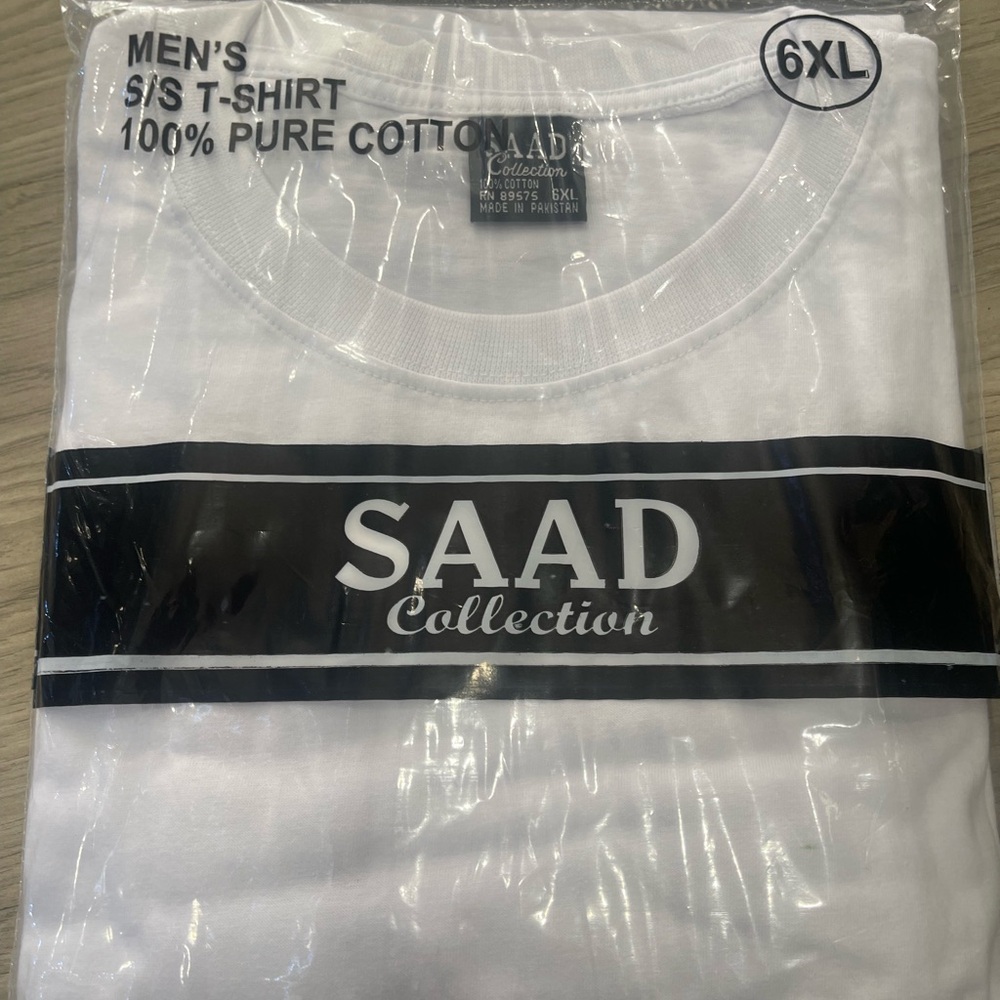 MEN'S
S/S T-SHIRT
100% PURE COTTON
6XL
SAAD
Collection
100% COTTON
RN 89575 6XL
MADE IN PAKISTAN
SAAD
Collection